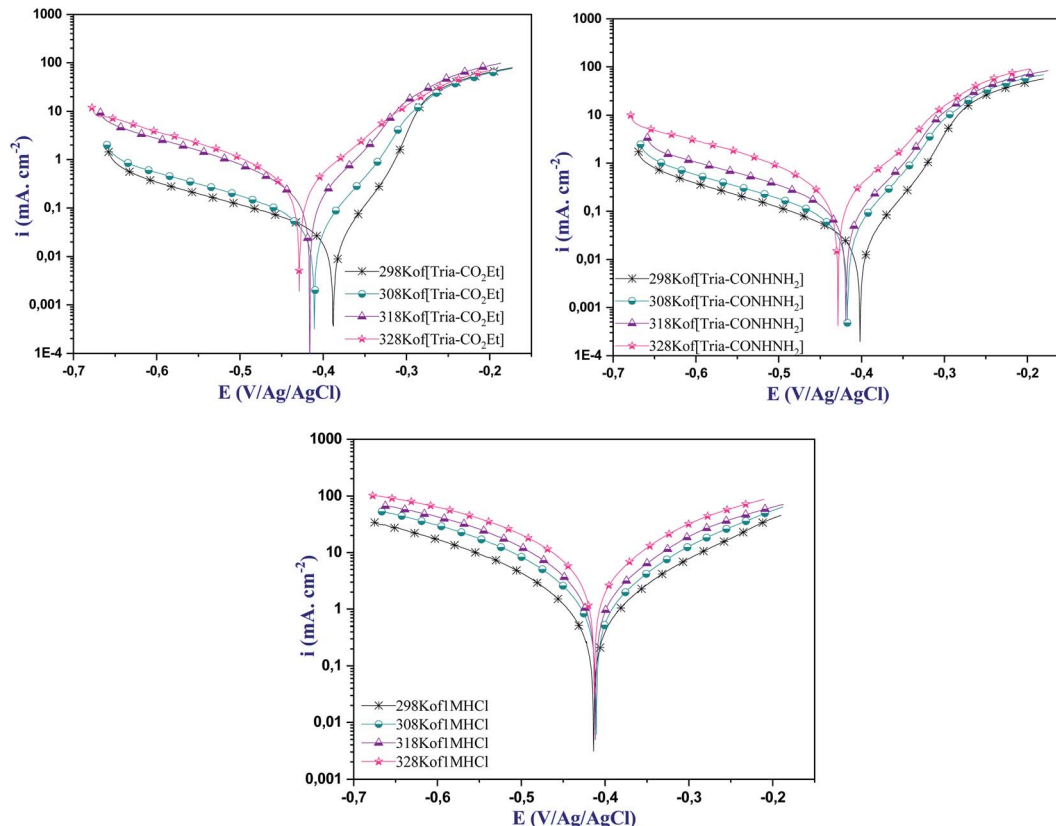 1000
100
10
1
0,1
0,01
0,001
1E-4
i (mA. cm⁻²)
298Kof[Tria-CO₂Et]
308Kof[Tria-CO₂Et]
318Kof[Tria-CO₂Et]
328Kof[Tria-CO₂Et]
-0,7 -0,6 -0,5 -0,4 -0,3 -0,2
E (V/Ag/AgCl)
1000
100
10
1
0,1
0,01
0,001
1E-4
i (mA. cm⁻²)
298Kof[Tria-CONHNH₂]
308Kof[Tria-CONHNH₂]
318Kof[Tria-CONHNH₂]
328Kof[Tria-CONHNH₂]
-0,7 -0,6 -0,5 -0,4 -0,3 -0,2
E (V/Ag/AgCl)
1000
100
10
1
0,1
0,01
0,001
i (mA. cm⁻²)
298Kof1MHCl
308Kof1MHCl
318Kof1MHCl
328Kof1MHCl
-0,7 -0,6 -0,5 -0,4 -0,3 -0,2
E (V/Ag/AgCl)